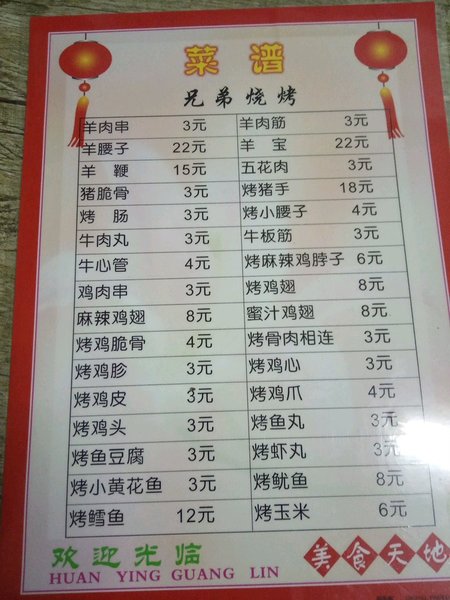 菜谱
兄弟烧烤
羊肉串 3元 羊肉筋 3元
羊腰子 22元 羊宝 22元
羊鞭 15元 五花肉 3元
猪脆骨 3元 烤猪手 18元
烤肠 3元 烤小腰子 4元
牛肉丸 3元 牛板筋 3元
牛心管 4元 烤麻辣鸡脖子 6元
鸡肉串 3元 烤鸡翅 8元
麻辣鸡翅 8元 蜜汁鸡翅 8元
烤鸡脆骨 4元 烤骨肉相连 3元
烤鸡胗 3元 烤鸡心 3元
烤鸡皮 3元 烤鸡爪 4元
烤鸡头 3元 烤鱼丸 3元
烤鱼豆腐 3元 烤虾丸 3元
烤小黄花鱼 3元 烤鱿鱼 8元
烤鳕鱼 12元 烤玉米 6元
欢迎光临 美食天地
HUAN YING GUANG LIN